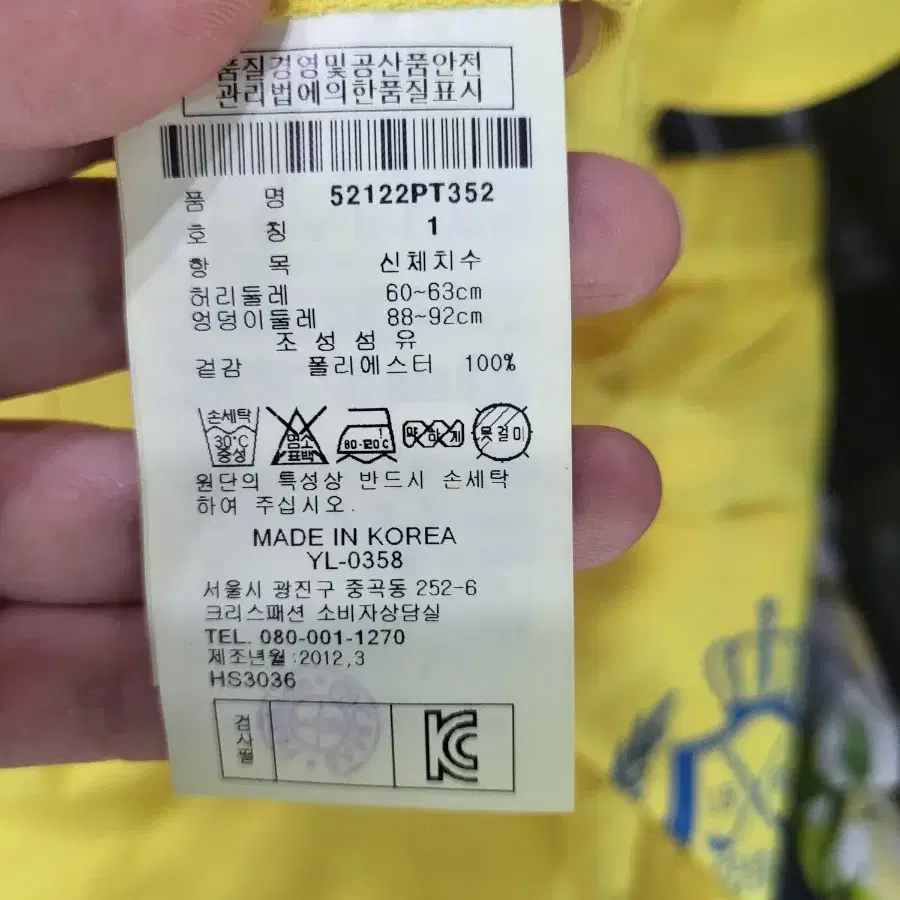 품질경영및공산품안전
관리법에의한품질표시
품 명 52122PT352
호 칭 1
항 목 신체치수
허리둘레 60~63cm
엉덩이둘레 88~92cm
조성섬유
겉감 폴리에스터 100%
손세탁 30℃ 중성
염소 표백
80-120℃
약하게
뭇걸이
원단의 특성상 반드시 손세탁
하여 주십시오.
MADE IN KOREA
YL-0358
서울시 광진구 중곡동 252-6
크리스패션 소비자상담실
TEL. 080-001-1270
제조년월:2012,3
HS3036
검사필